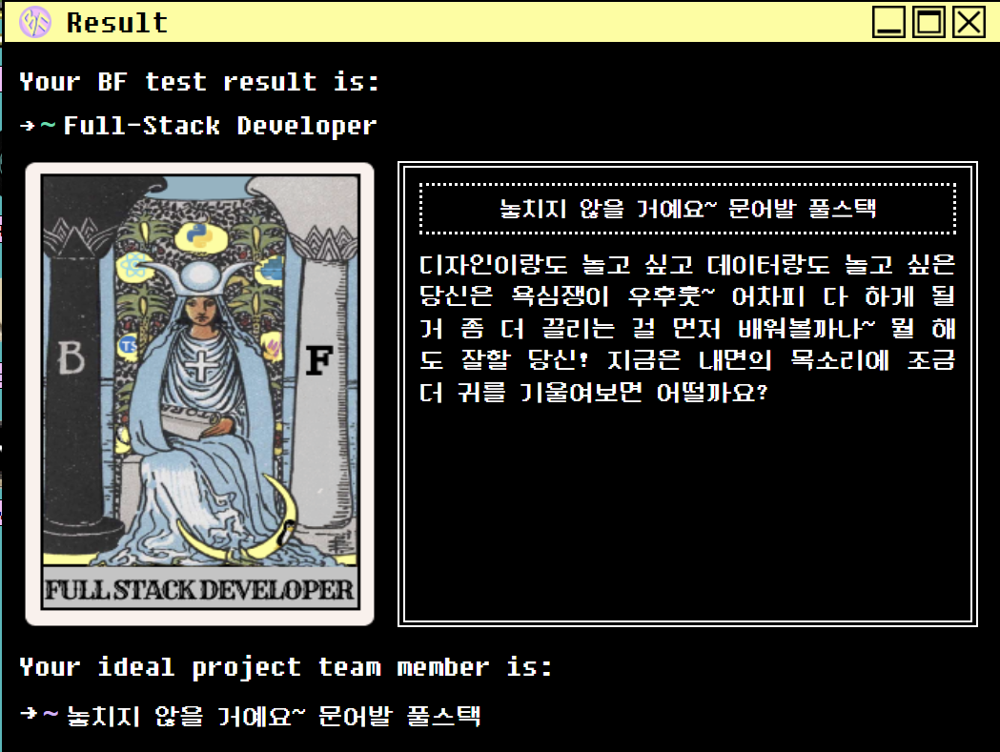 Result
Your BF test result is:
→~Full-Stack Developer
B
F
TS
TORA
FULL STACK DEVELOPER
놓치지 않을 거예요~ 문어발 풀스택
디자인이랑도 놀고 싶고 데이터랑도 놀고 싶은
당신은 욕심쟁이 우후훗~ 어차피 다 하게 될
거 좀 더 끌리는 걸 먼저 배워볼까나~ 뭘 해
도 잘할 당신! 지금은 내면의 목소리에 조금
더 귀를 기울여보면 어떨까요?
Your ideal project team member is:
→~놓치지 않을 거예요~ 문어발 풀스택